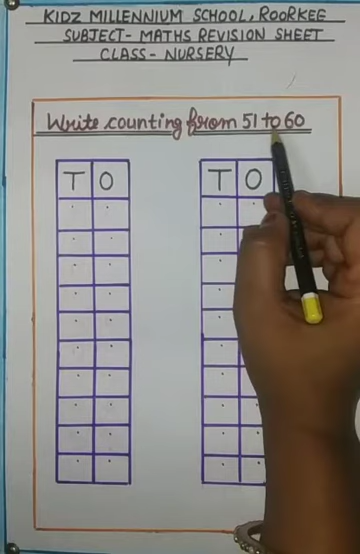 KIDZ MILLENNIUM SCHOOL, ROORKEE
SUBJECT- MATHS REVISION SHEET
CLASS- NURSERY
Write counting from 51 to 60
T O T O